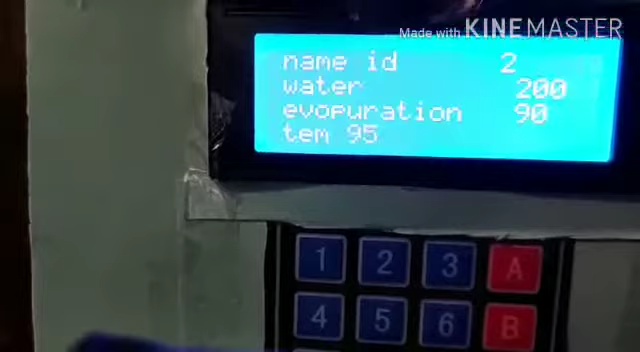 Made with KINEMASTER
name id 2
water 200
evopuration 90
tem 95
1 2 3 A
4 5 6 B